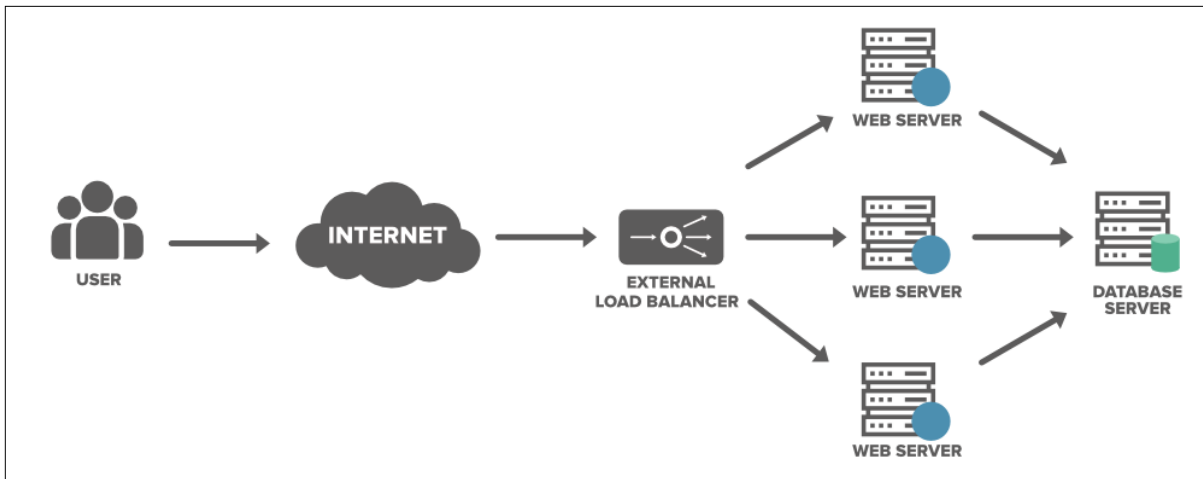 WEB SERVER
USER
INTERNET
EXTERNAL
LOAD BALANCER
WEB SERVER
DATABASE
SERVER
WEB SERVER